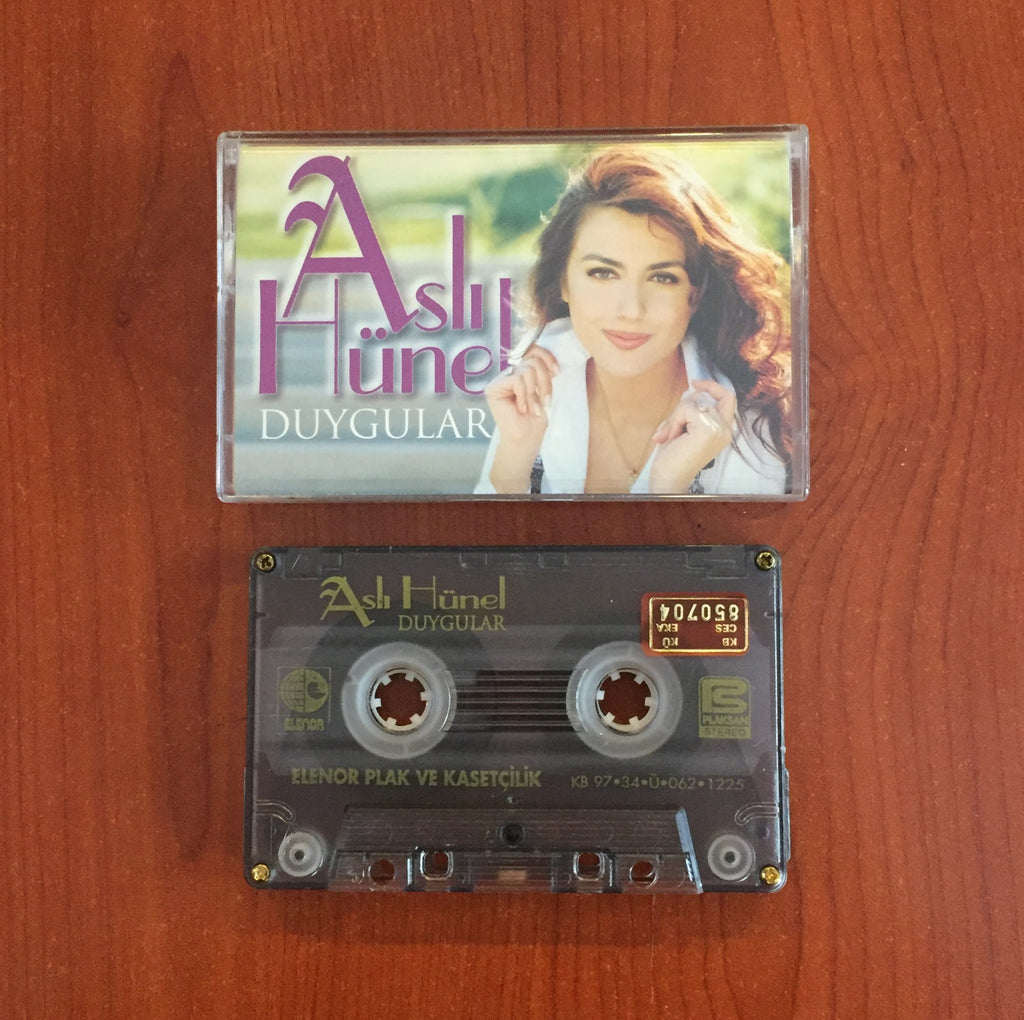 Aslı
Hünel
DUYGULAR
Aslı Hünel
DUYGULAR
KB KÜ
CES EKA
850704
ELENOR
PLAKSAN
STEREO
ELENOR PLAK VE KASETÇİLİK
KB 97•34•Ü•062•1225